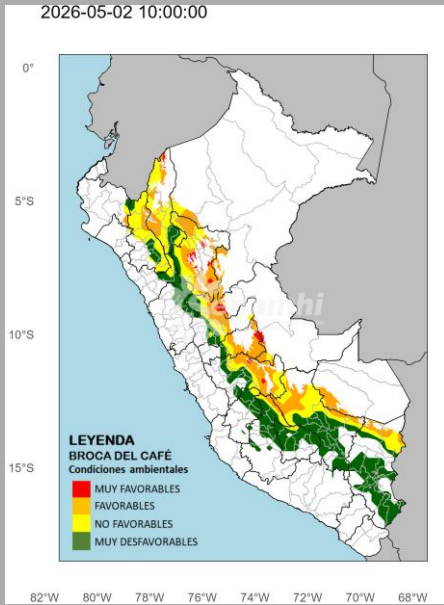 2026-05-02 10:00:00
0°
5°S
10°S
15°S
LEYENDA
BROCA DEL CAFÉ
Condiciones ambientales
MUY FAVORABLES
FAVORABLES
NO FAVORABLES
MUY DESFAVORABLES
82°W 80°W 78°W 76°W 74°W 72°W 70°W 68°W